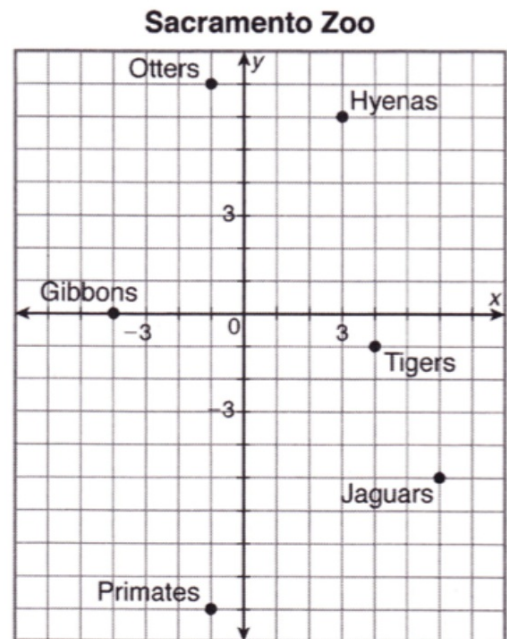 Sacramento Zoo
Otters
y
Hyenas
3
Gibbons
x
−3
0
3
Tigers
−3
Jaguars
Primates